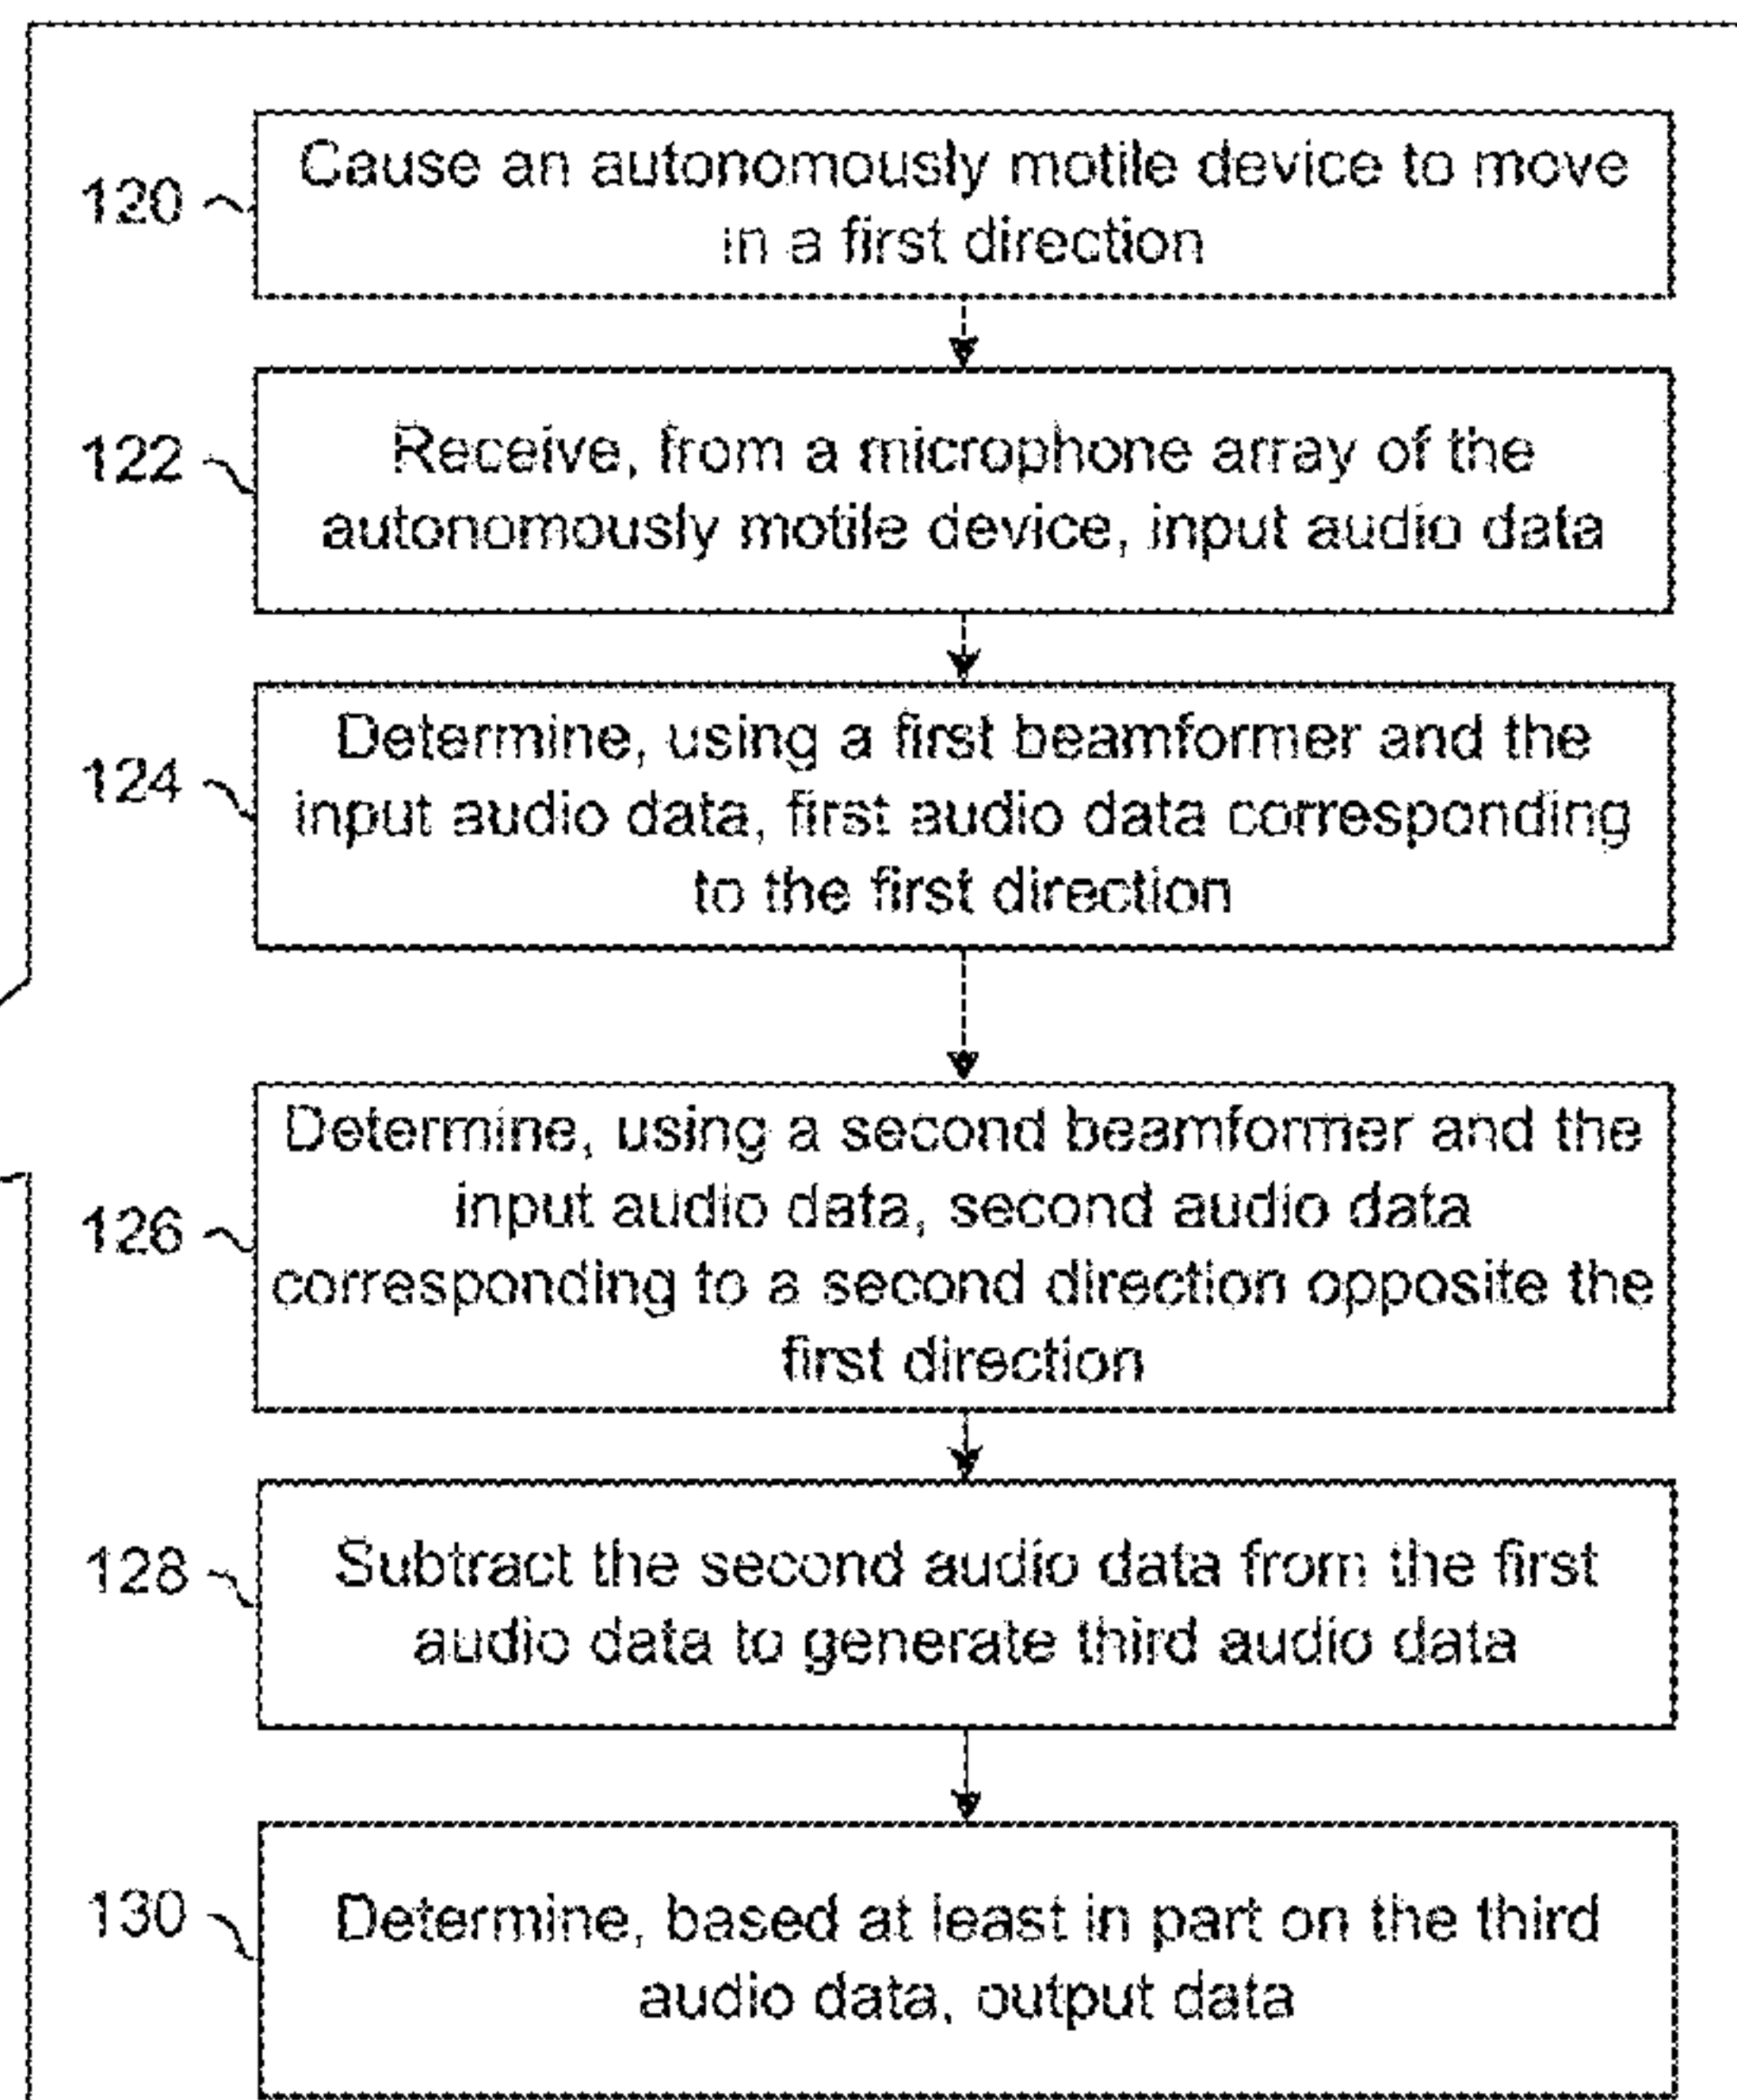 120
Cause an autonomously motile device to move
in a first direction
122
Receive, from a microphone array of the
autonomously motile device, input audio data
124
Determine, using a first beamformer and the
input audio data, first audio data corresponding
to the first direction
126
Determine, using a second beamformer and the
input audio data, second audio data
corresponding to a second direction opposite the
first direction
128
Subtract the second audio data from the first
audio data to generate third audio data
130
Determine, based at least in part on the third
audio data, output data